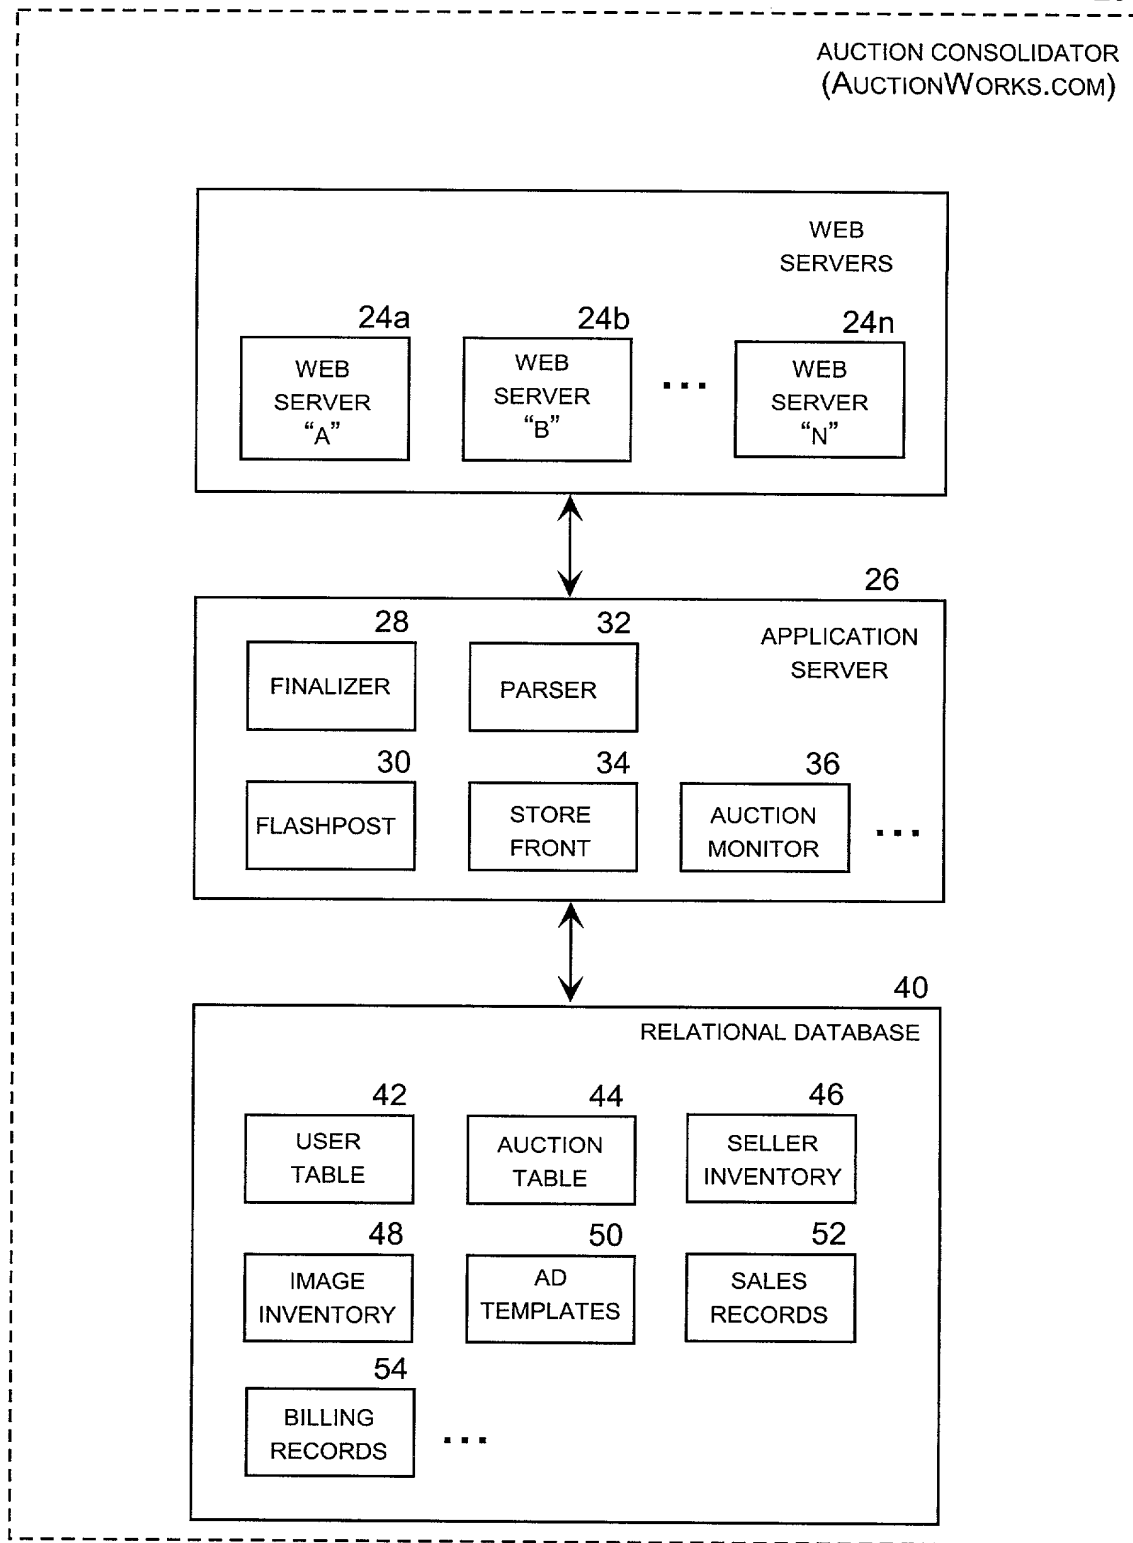 AUCTION CONSOLIDATOR
(AUCTIONWORKS.COM)
WEB
SERVERS
24a
24b
24n
WEB
SERVER
“A”
WEB
SERVER
“B”
...
WEB
SERVER
“N”
26
APPLICATION
SERVER
28
32
FINALIZER
PARSER
30
34
36
FLASHPOST
STORE
FRONT
AUCTION
MONITOR
...
40
RELATIONAL DATABASE
42
44
46
USER
TABLE
AUCTION
TABLE
SELLER
INVENTORY
48
50
52
IMAGE
INVENTORY
AD
TEMPLATES
SALES
RECORDS
54
BILLING
RECORDS
...